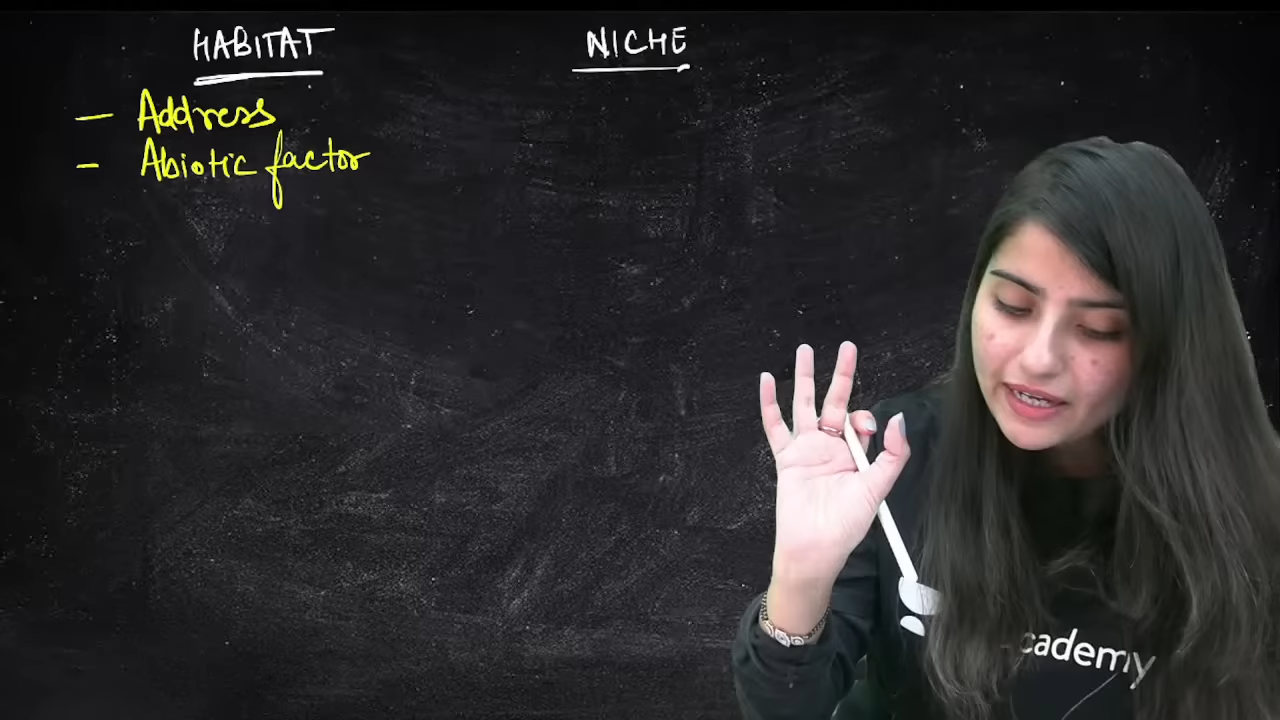 HABITAT
NICHE
— Address
- Abiotic factor
cademy